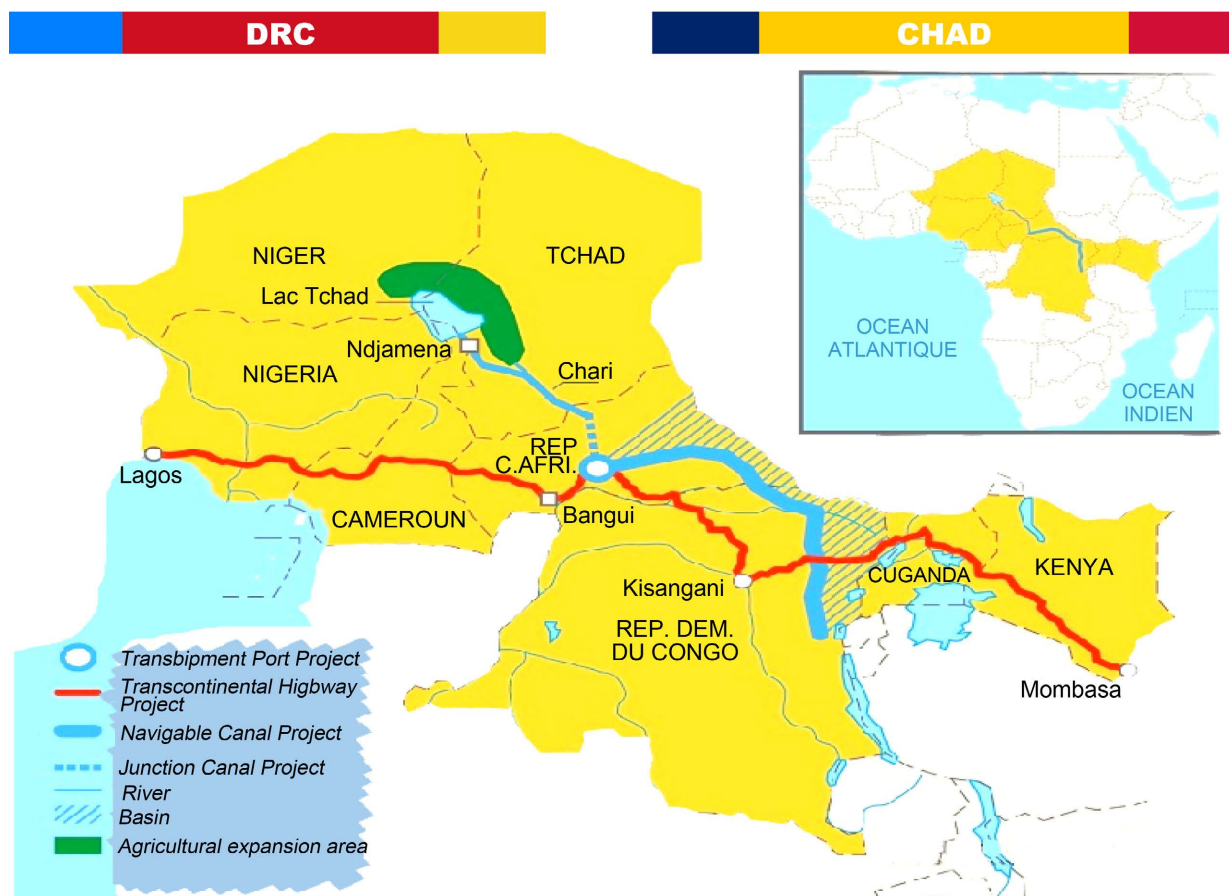 DRC
CHAD
NIGER
TCHAD
Lac Tchad
Ndjamena
NIGERIA
Chari
REP
C.AFRI.
Lagos
CAMEROUN
Bangui
Kisangani
CUGANDA
KENYA
REP. DEM.
DU CONGO
Mombasa
OCEAN
ATLANTIQUE
OCEAN
INDIEN
Transbipment Port Project
Transcontinental Higbway
Project
Navigable Canal Project
Junction Canal Project
River
Basin
Agricultural expansion area